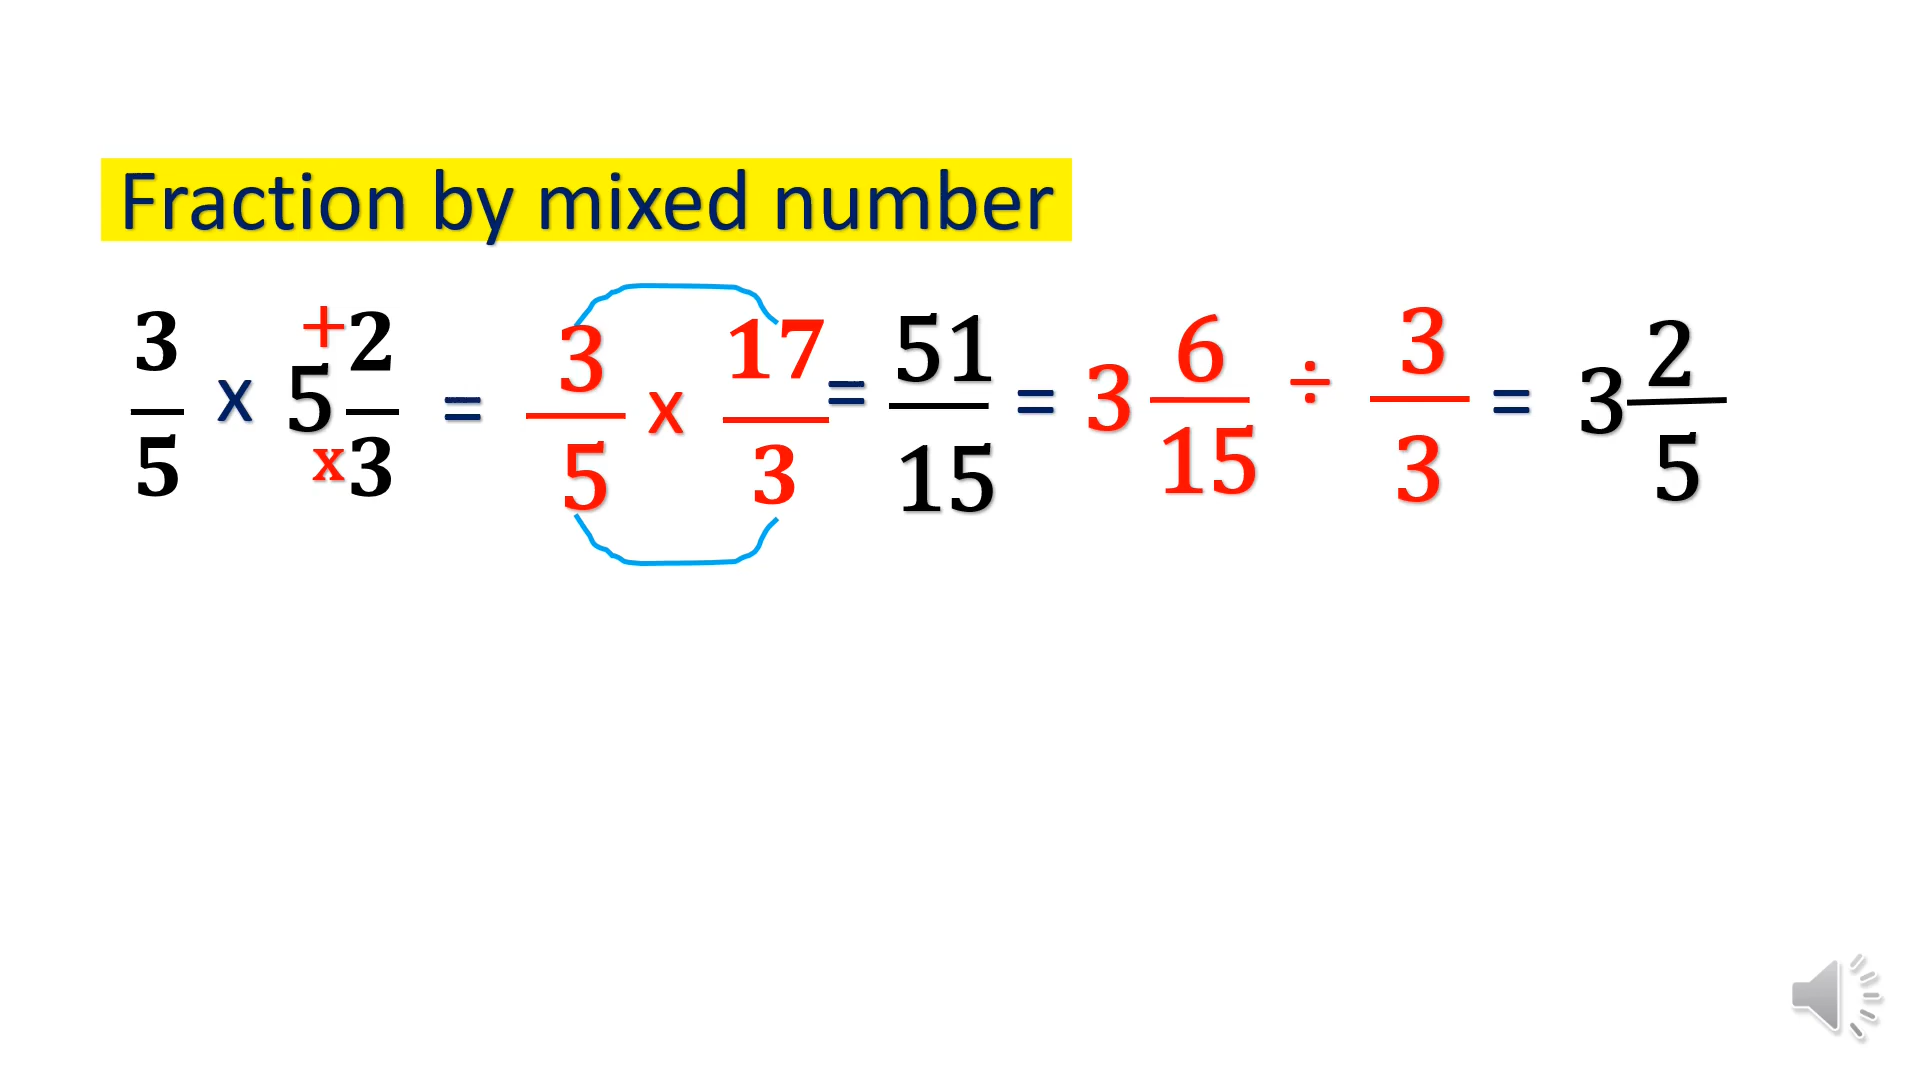 Fraction by mixed number
3/5 x 5 + x 2/3 = 3/5 x 17/3 = 51/15 = 3 6/15 ÷ 3/3 = 3 2/5